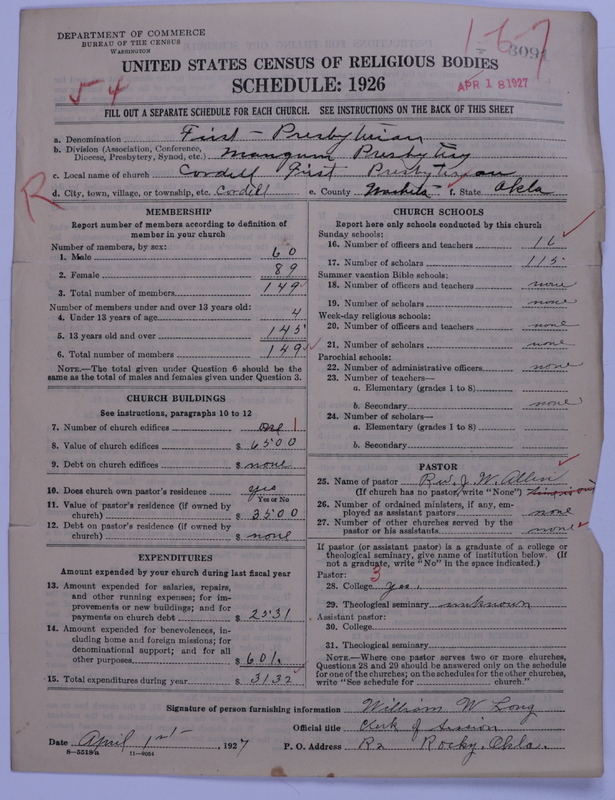 DEPARTMENT OF COMMERCE
BUREAU OF THE CENSUS
WASHINGTON
1-6-7
54
APR 18 1927
UNITED STATES CENSUS OF RELIGIOUS BODIES
SCHEDULE: 1926
FILL OUT A SEPARATE SCHEDULE FOR EACH CHURCH. SEE INSTRUCTIONS ON THE BACK OF THIS SHEET
a. Denomination First - Presbyterian
b. Division (Association, Conference, Diocese, Presbytery, Synod, etc.) Mangum Presbytry
c. Local name of church Cordell First Presbyterian
R
d. City, town, village, or township, etc. Cordell e. County Washita f. State Okla
MEMBERSHIP
Report number of members according to definition of
member in your church
Number of members, by sex:
1. Male 60
2. Female 89
3. Total number of members 149
Number of members under and over 13 years old:
4. Under 13 years of age 4
5. 13 years old and over 145
6. Total number of members 149
NOTE.—The total given under Question 6 should be
same as the total of males and females given under Question 3.
CHURCH BUILDINGS
See instructions, paragraphs 10 to 12
7. Number of church edifices one 1
8. Value of church edifices $ 6500
9. Debt on church edifices $ none
10. Does church own pastor's residence? yes
Yes or No
11. Value of pastor's residence (if owned by
church) $ 3500
12. Debt on pastor's residence (if owned by
church) $ none
EXPENDITURES
Amount expended by your church during last fiscal year
13. Amount expended for salaries, repairs,
and other running expenses; for im-
provements or new buildings; and for
payments on church debt $ 2531
14. Amount expended for benevolences, in-
cluding home and foreign missions; for
denominational support; and for all
other purposes $ 601.
15. Total expenditures during year $ 3132
CHURCH SCHOOLS
Report here only schools conducted by this church
Sunday schools:
16. Number of officers and teachers 16
17. Number of scholars 115
Summer vacation Bible schools:
18. Number of officers and teachers none
19. Number of scholars none
Week-day religious schools:
20. Number of officers and teachers none
21. Number of scholars none
Parochial schools:
22. Number of administrative officers none
23. Number of teachers—
a. Elementary (grades 1 to 8)
b. Secondary none
24. Number of scholars—
a. Elementary (grades 1 to 8)
b. Secondary
PASTOR
25. Name of pastor Rev. J. W. Allen
(If church has no pastor, write "None")
26. Number of ordained ministers, if any, em-
ployed as assistant pastors none
27. Number of other churches served by the
pastor or his assistants none
If pastor (or assistant pastor) is a graduate of a college or
theological seminary, give name of institution below. (If
not a graduate, write "No" in the space indicated.)
Pastor: 3
28. College yes.
29. Theological seminary unknown
Assistant pastor:
30. College
31. Theological seminary
NOTE.—Where one pastor serves two or more churches,
Questions 28 and 29 should be answered only on the schedule
for one of the churches; on the schedules for the other churches,
write "See schedule for church."
Signature of person furnishing information William W Long
Official title Clerk of Session
Date April 1st, 1927 P. O. Address R2 Rocky, Okla.
8-5519a 11-9054